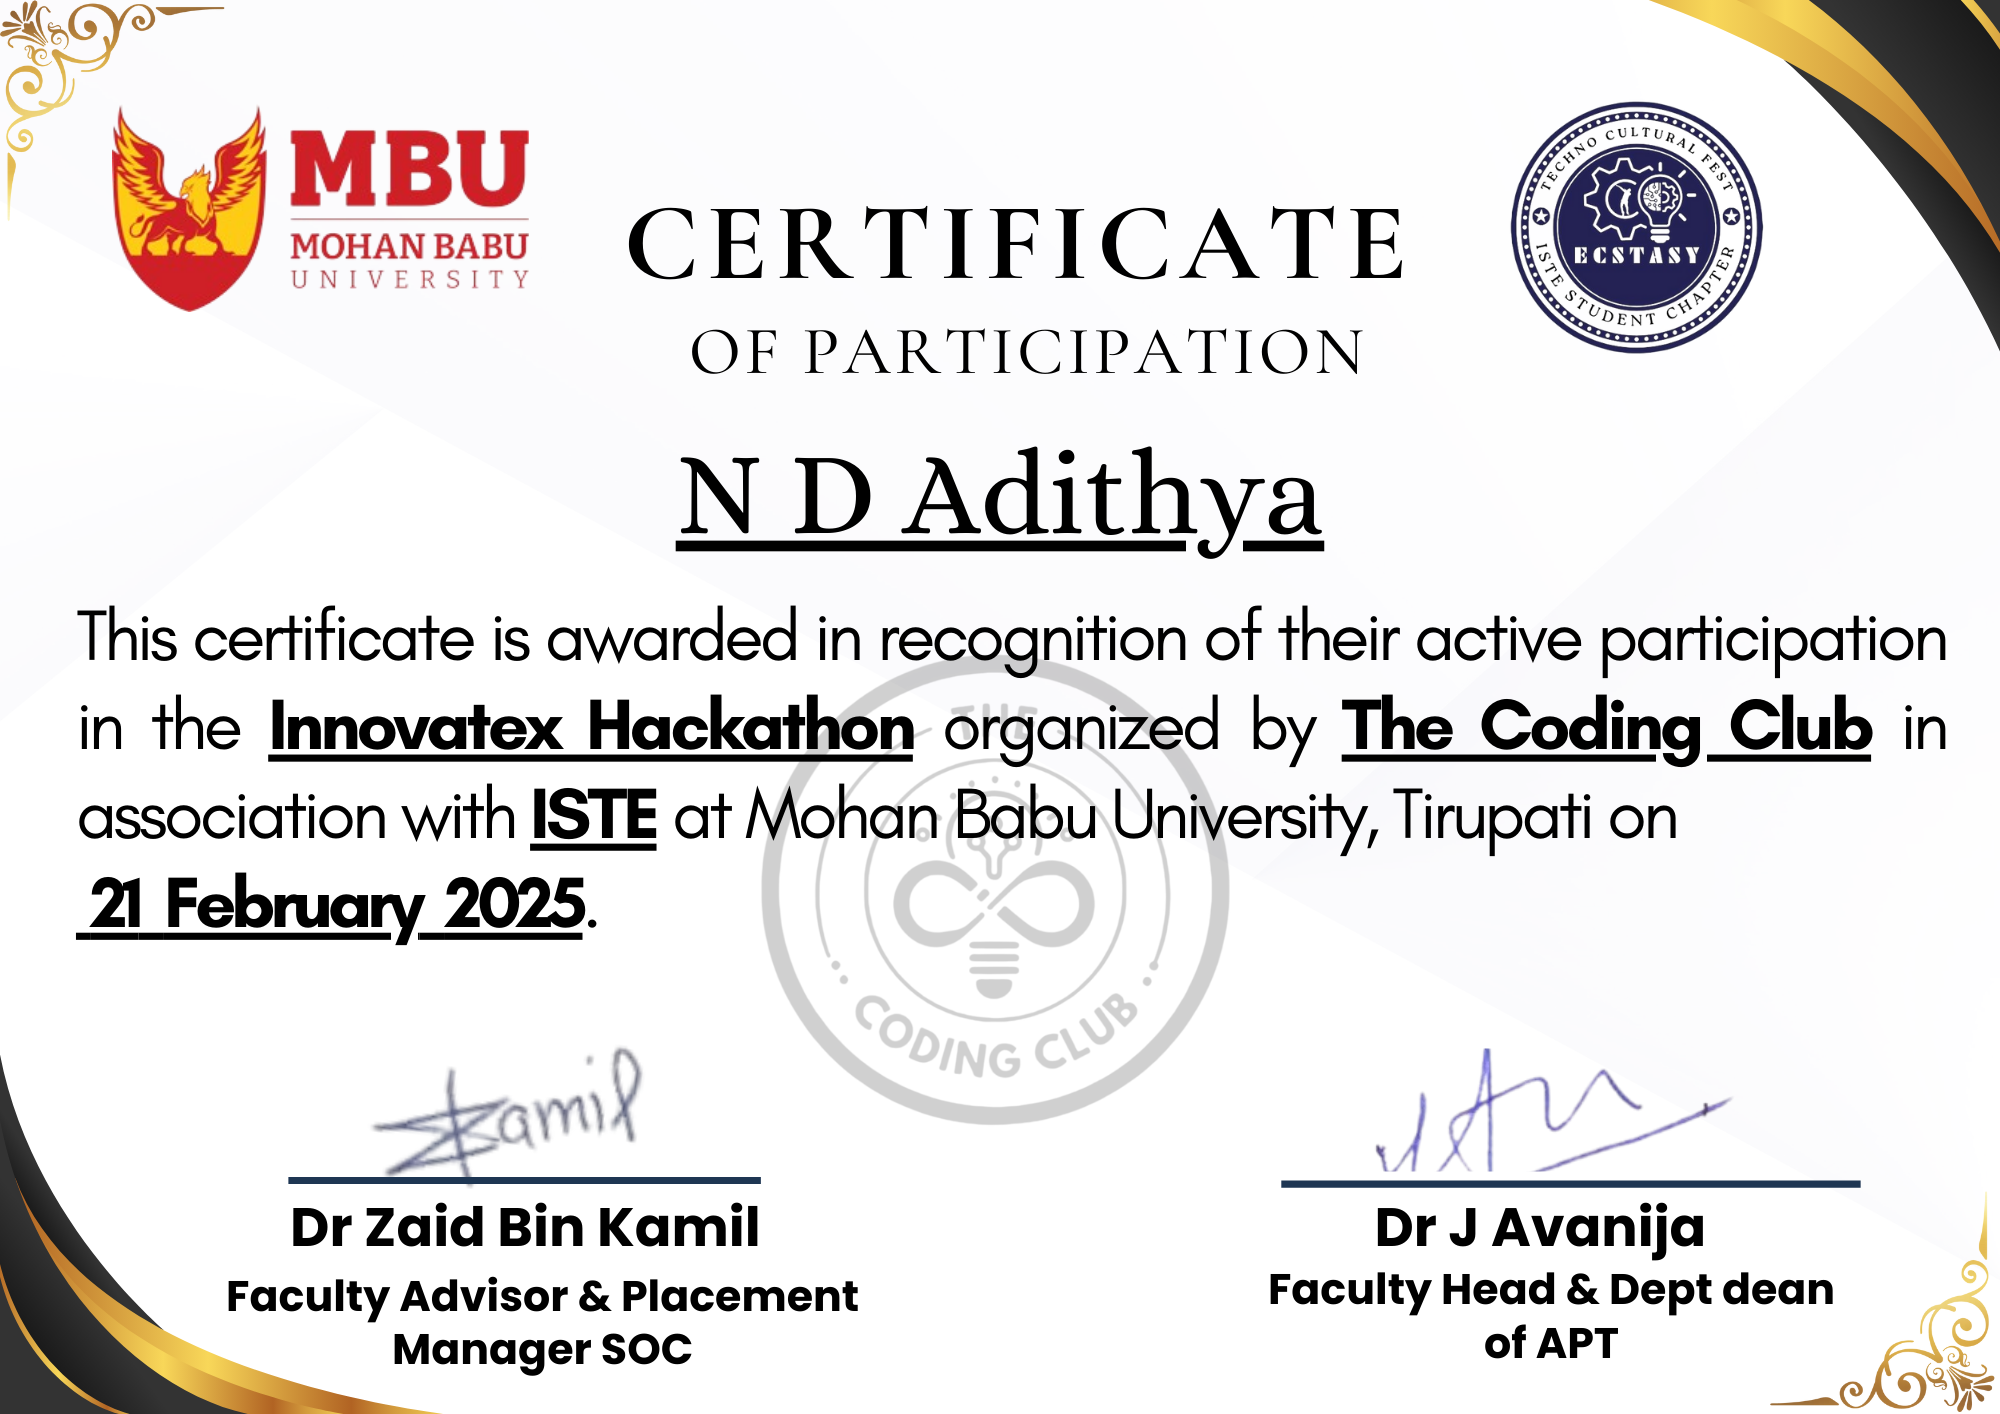 MBU
MOHAN BABU
UNIVERSITY
TECHNO CULTURAL FEST
ECSTASY
ISTE STUDENT CHAPTER
CERTIFICATE
OF PARTICIPATION
N D Adithya
This certificate is awarded in recognition of their active participation
in the Innovatex Hackathon organized by The Coding Club in
association with ISTE at Mohan Babu University, Tirupati on
21 February 2025.
THE
CODING CLUB
Kamil
Dr Zaid Bin Kamil
Faculty Advisor & Placement
Manager SOC
Dr J Avanija
Faculty Head & Dept dean
of APT